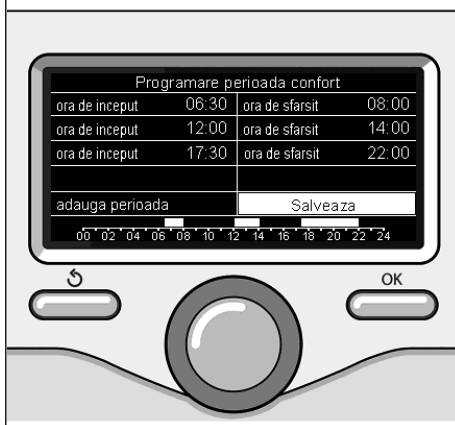 Programare perioada confort
ora de inceput 06:30 ora de sfarsit 08:00
ora de inceput 12:00 ora de sfarsit 14:00
ora de inceput 17:30 ora de sfarsit 22:00
adauga perioada Salveaza
00 02 04 06 08 10 12 14 16 18 20 22 24
OK